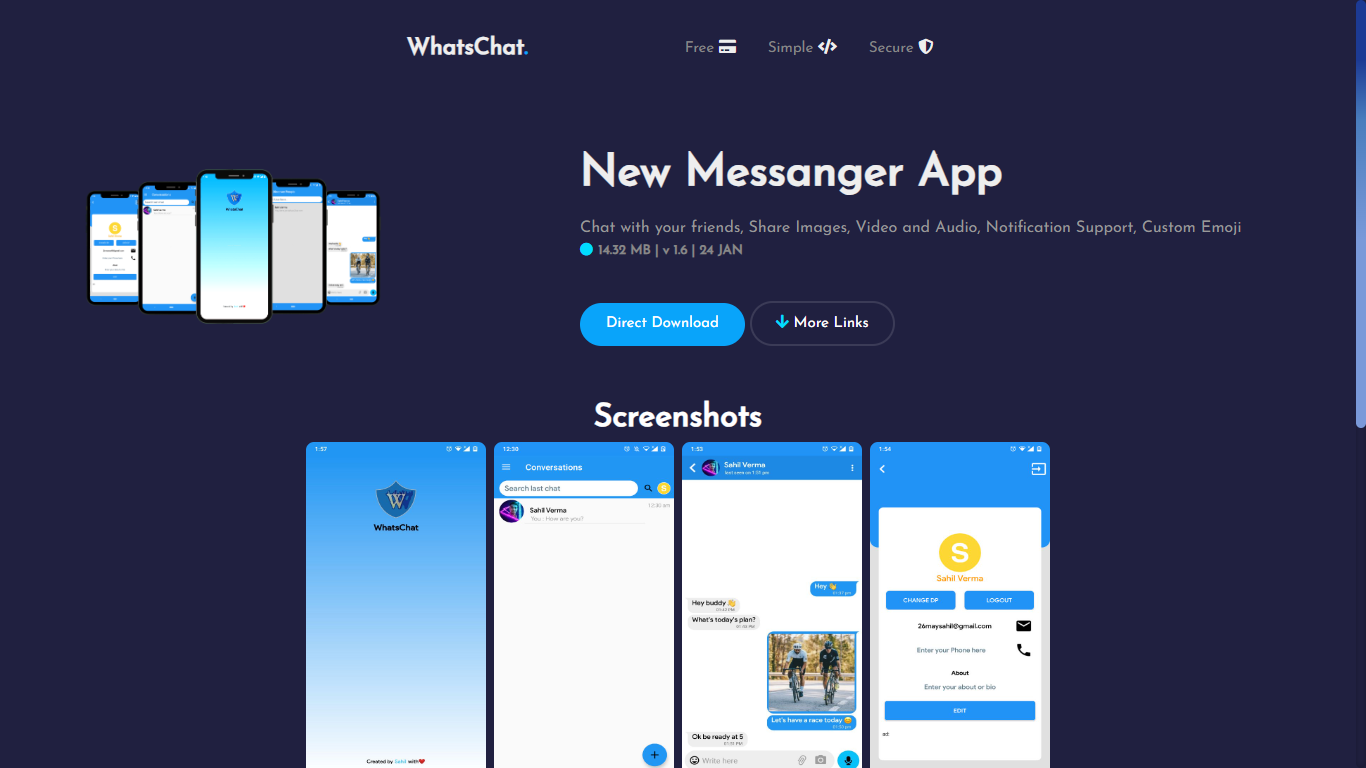 WhatsChat.
Free
Simple
Secure
New Messanger App
Chat with your friends, Share Images, Video and Audio, Notification Support, Custom Emoji
14.32 MB | v 1.6 | 24 JAN
Direct Download
More Links
Screenshots
1:57
WhatsChat
Created by Sahil with❤️
12:30
Conversations
Search last chat
S
Sahil Verma
12:30 am
You : How are you?
1:53
Sahil Verma
last seen on 1:51 pm
Hey 👋
Hey buddy
What's today's plan?
Let's have a race today
Ok be ready at 5
Write here
1:54
S
Sahil Verma
CHANGE DP
LOGOUT
26maysahil@gmail.com
Enter your Phone here
About
Enter your about or bio
EDIT
ad: